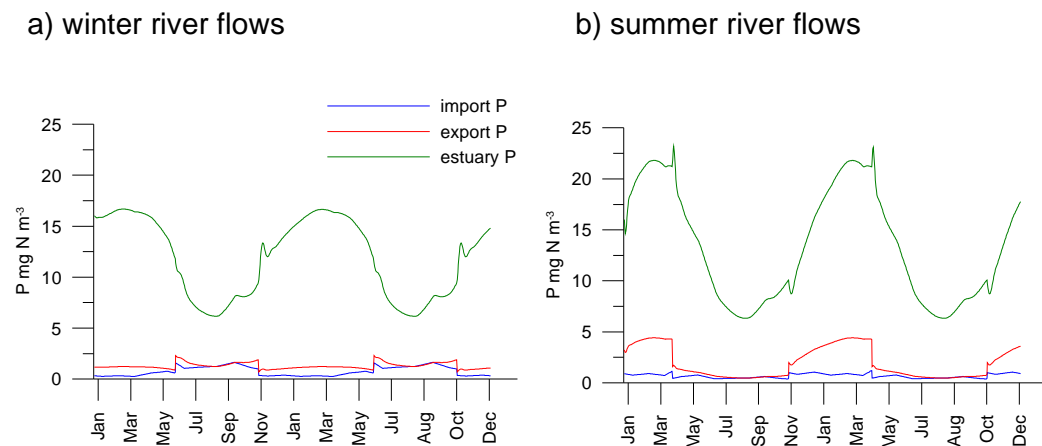 a) winter river flows
b) summer river flows
import P
export P
estuary P
25
20
15
10
5
0
P mg N m-3
Jan Mar May Jul Sep Nov Jan Mar May Jul Aug Oct Dec
25
20
15
10
5
0
P mg N m-3
Jan Mar May Jul Sep Nov Jan Mar May Jul Aug Oct Dec